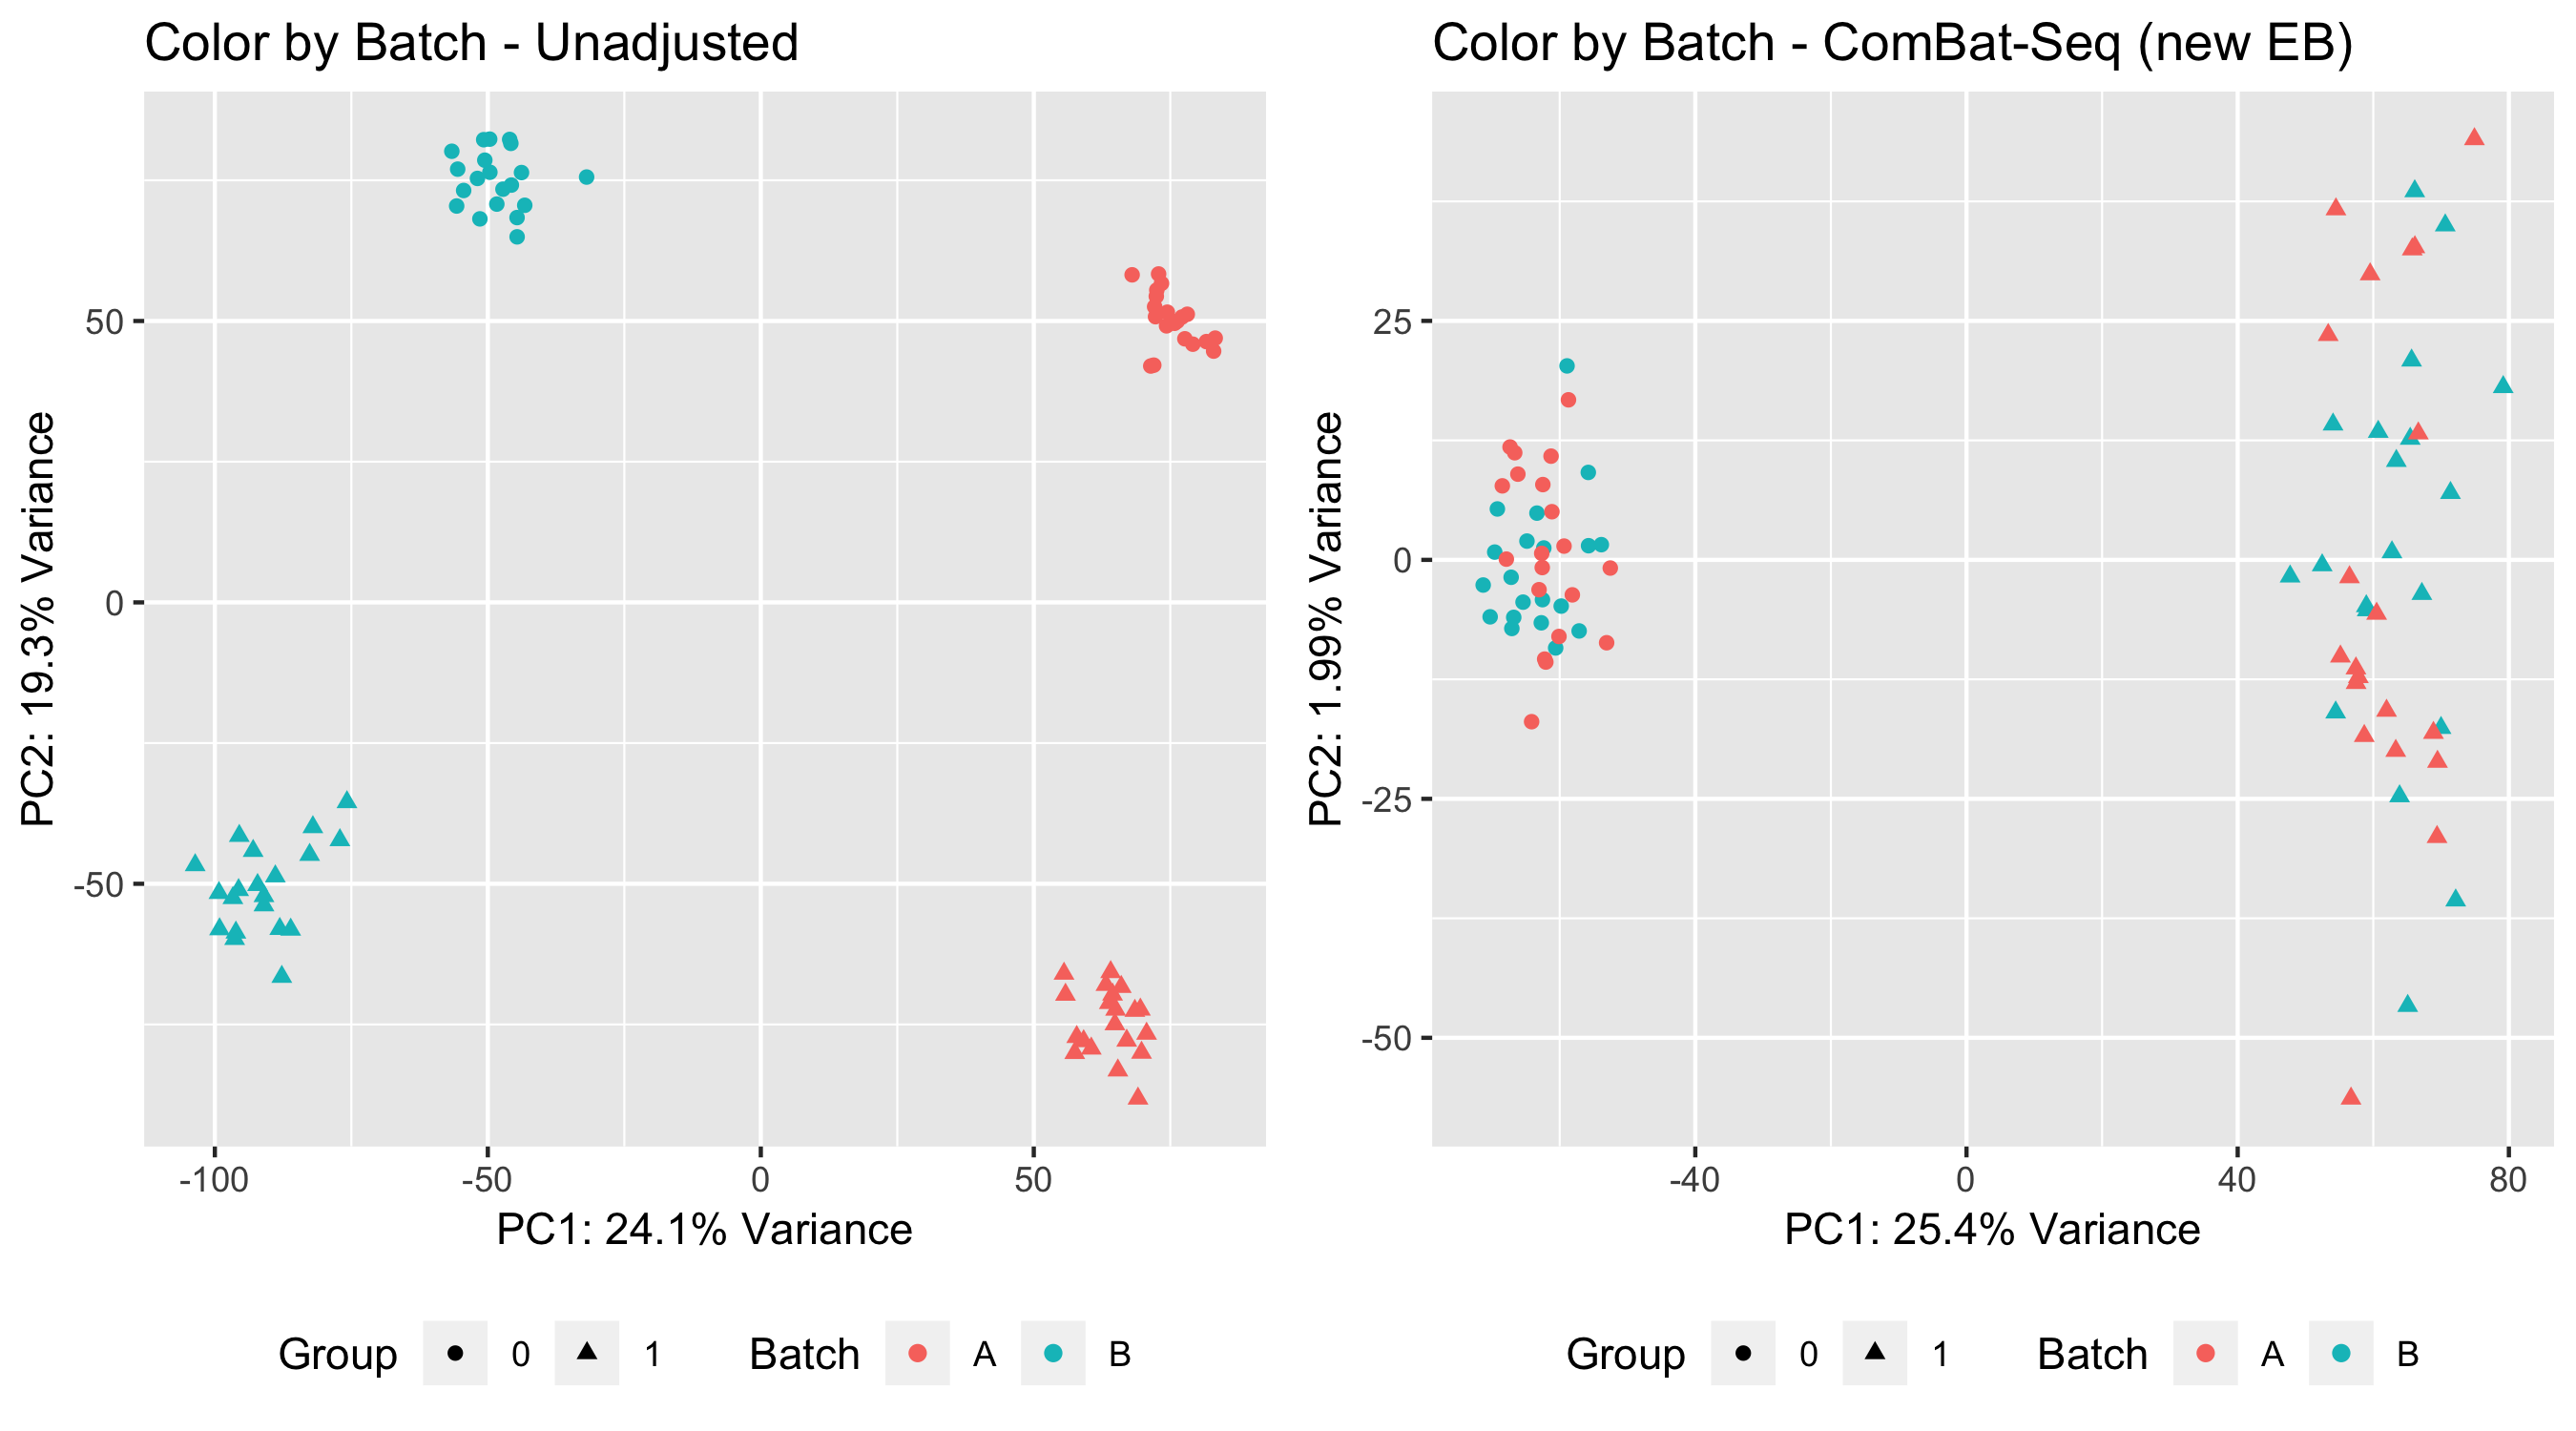 Color by Batch - Unadjusted
PC2: 19.3% Variance
50
0
-50
-100
-50
0
50
PC1: 24.1% Variance
Group
0
1
Batch
A
B
Color by Batch - ComBat-Seq (new EB)
PC2: 1.99% Variance
25
0
-25
-50
-40
0
40
80
PC1: 25.4% Variance
Group
0
1
Batch
A
B